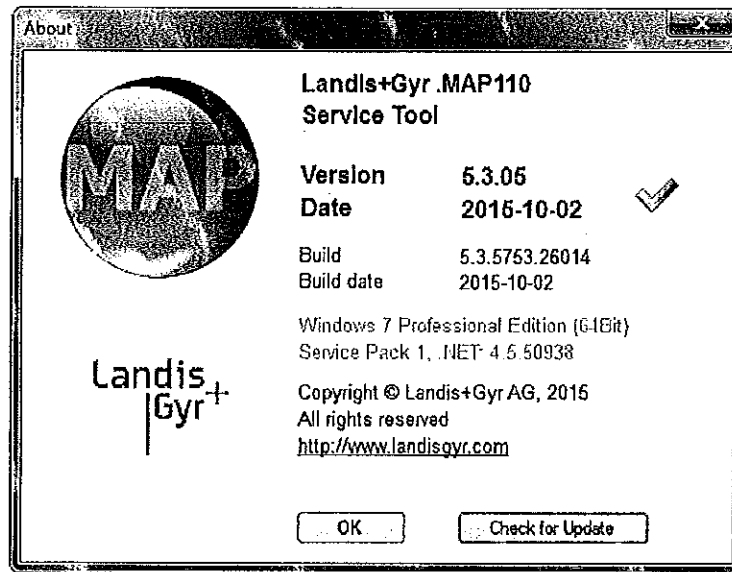 About
MAP
Landis+Gyr .MAP110
Service Tool
Version 5.3.05
Date 2015-10-02
Build 5.3.5753.26014
Build date 2015-10-02
Windows 7 Professional Edition (64Bit)
Service Pack 1, .NET: 4.5.50938
Landis
Gyr+
Copyright © Landis+Gyr AG, 2015
All rights reserved
http://www.landisgyr.com
OK
Check for Update